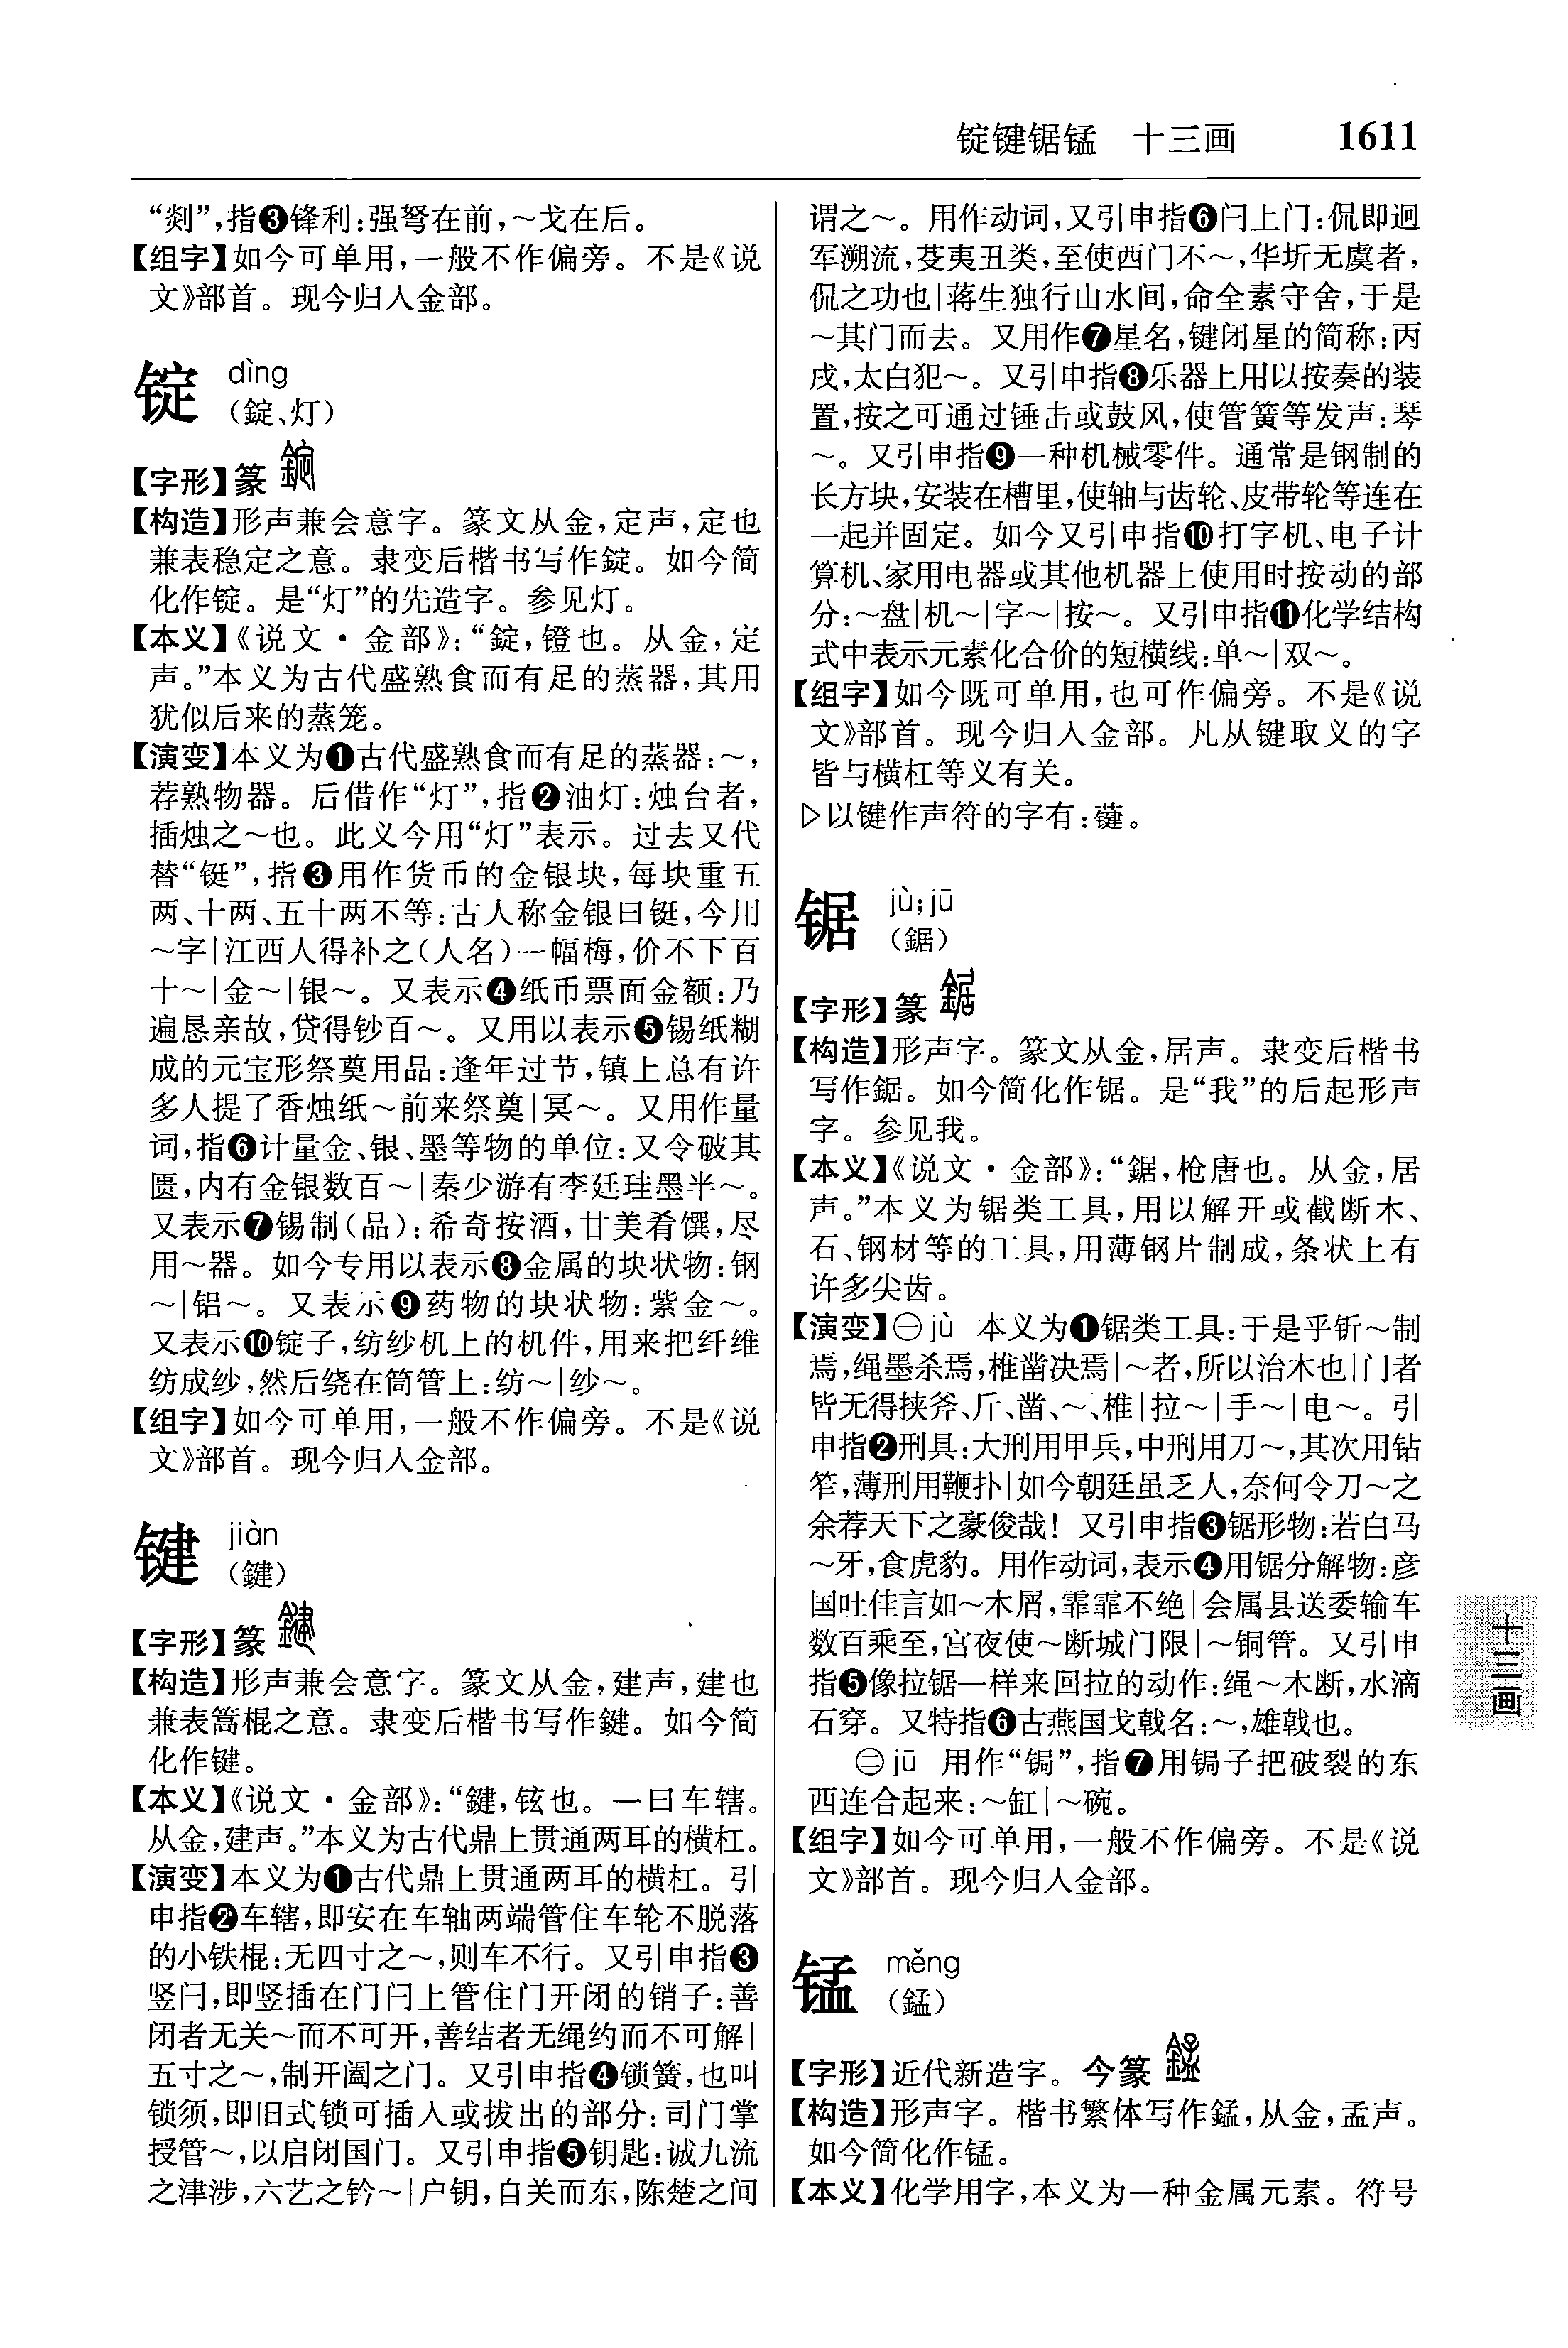 锭键锯锰 十三画 1611
“剡”,指❸锋利:强弩在前,～戈在后。
【组字】如今可单用,一般不作偏旁。不是《说
文》部首。现今归入金部。
锭 dìng
（錠、灯）
【字形】篆
【构造】形声兼会意字。篆文从金,定声,定也
兼表稳定之意。隶变后楷书写作錠。如今简
化作锭。是“灯”的先造字。参见灯。
【本义】《说文·金部》:“錠,镫也。从金,定
声。”本义为古代盛熟食而有足的蒸器,其用
犹似后来的蒸笼。
【演变】本义为❶古代盛熟食而有足的蒸器:～,
荐熟物器。后借作“灯”,指❷油灯:烛台者,
插烛之～也。此义今用“灯”表示。过去又代
替“铤”,指❸用作货币的金银块,每块重五
两、十两、五十两不等:古人称金银曰铤,今用
～字|江西人得补之(人名)一幅梅,价不下百
十～|金～|银～。又表示❹纸币票面金额:乃
遍恳亲故,贷得钞百～。又用以表示❺锡纸糊
成的元宝形祭奠用品:逢年过节,镇上总有许
多人提了香烛纸～前来祭奠|冥～。又用作量
词,指❻计量金、银、墨等物的单位:又令破其
匮,内有金银数百～|秦少游有李廷珪墨半～。
又表示❼锡制(品):希奇按酒,甘美肴馔,尽
用～器。如今专用以表示❽金属的块状物:钢
～|铝～。又表示❾药物的块状物:紫金～。
又表示❿锭子,纺纱机上的机件,用来把纤维
纺成纱,然后绕在筒管上:纺～|纱～。
【组字】如今可单用,一般不作偏旁。不是《说
文》部首。现今归入金部。
键 jiàn
（鍵）
【字形】篆
【构造】形声兼会意字。篆文从金,建声,建也
兼表篙棍之意。隶变后楷书写作鍵。如今简
化作键。
【本义】《说文·金部》:“鍵,铉也。一曰车辖。
从金,建声。”本义为古代鼎上贯通两耳的横杠。
【演变】本义为❶古代鼎上贯通两耳的横杠。引
申指❷车辖,即安在车轴两端管住车轮不脱落
的小铁棍:无四寸之～,则车不行。又引申指❸
竖闩,即竖插在门闩上管住门开闭的销子:善
闭者无关～而不可开,善结者无绳约而不可解|
五寸之～,制开阖之门。又引申指❹锁簧,也叫
锁须,即旧式锁可插入或拔出的部分:司门掌
授管～,以启闭国门。又引申指❺钥匙:诚九流
之津涉,六艺之钤～|户钥,自关而东,陈楚之间
谓之～。用作动词,又引申指❻闩上门:侃即迴
军溯流,芟夷丑类,至使西门不～,华圻无虞者,
侃之功也|蒋生独行山水间,命全素守舍,于是
～其门而去。又用作❼星名,键闭星的简称:丙
戌,太白犯～。又引申指❽乐器上用以按奏的装
置,按之可通过锤击或鼓风,使管簧等发声:琴
～。又引申指❾一种机械零件。通常是钢制的
长方块,安装在槽里,使轴与齿轮、皮带轮等连在
一起并固定。如今又引申指❿打字机、电子计
算机、家用电器或其他机器上使用时按动的部
分:～盘|机～|字～|按～。又引申指⓫化学结构
式中表示元素化合价的短横线:单～|双～。
【组字】如今既可单用,也可作偏旁。不是《说
文》部首。现今归入金部。凡从键取义的字
皆与横杠等义有关。
▷以键作声符的字有:。
锯 jù;jū
（鋸）
【字形】篆
【构造】形声字。篆文从金,居声。隶变后楷书
写作鋸。如今简化作锯。是“我”的后起形声
字。参见我。
【本义】《说文·金部》:“鋸,枪唐也。从金,居
声。”本义为锯类工具,用以解开或截断木、
石、钢材等的工具,用薄钢片制成,条状上有
许多尖齿。
【演变】㊀jù 本义为❶锯类工具:于是乎斩～制
焉,绳墨杀焉,椎凿决焉|～者,所以治木也|门者
皆无得挟斧、斤、凿、～、椎|拉～|手～|电～。引
申指❷刑具:大刑用甲兵,中刑用刀～,其次用钻
笮,薄刑用鞭扑|如今朝廷虽乏人,奈何令刀～之
余荐天下之豪俊哉!又引申指❸锯形物:若白马
～牙,食虎豹。用作动词,表示❹用锯分解物:彦
国吐佳言如～木屑,霏霏不绝|会属县送委输车
数百乘至,宫夜使～断城门限|～铜管。又引申
指❺像拉锯一样来回拉的动作:绳～木断,水滴
石穿。又特指❻古燕国戈戟名:～,雄戟也。
㊁jū 用作“锔”,指❼用锔子把破裂的东
西连合起来:～缸|～碗。
【组字】如今可单用,一般不作偏旁。不是《说
文》部首。现今归入金部。
锰 měng
（錳）
【字形】近代新造字。今篆
【构造】形声字。楷书繁体写作錳,从金,孟声。
如今简化作锰。
【本义】化学用字,本义为一种金属元素。符号
十三画